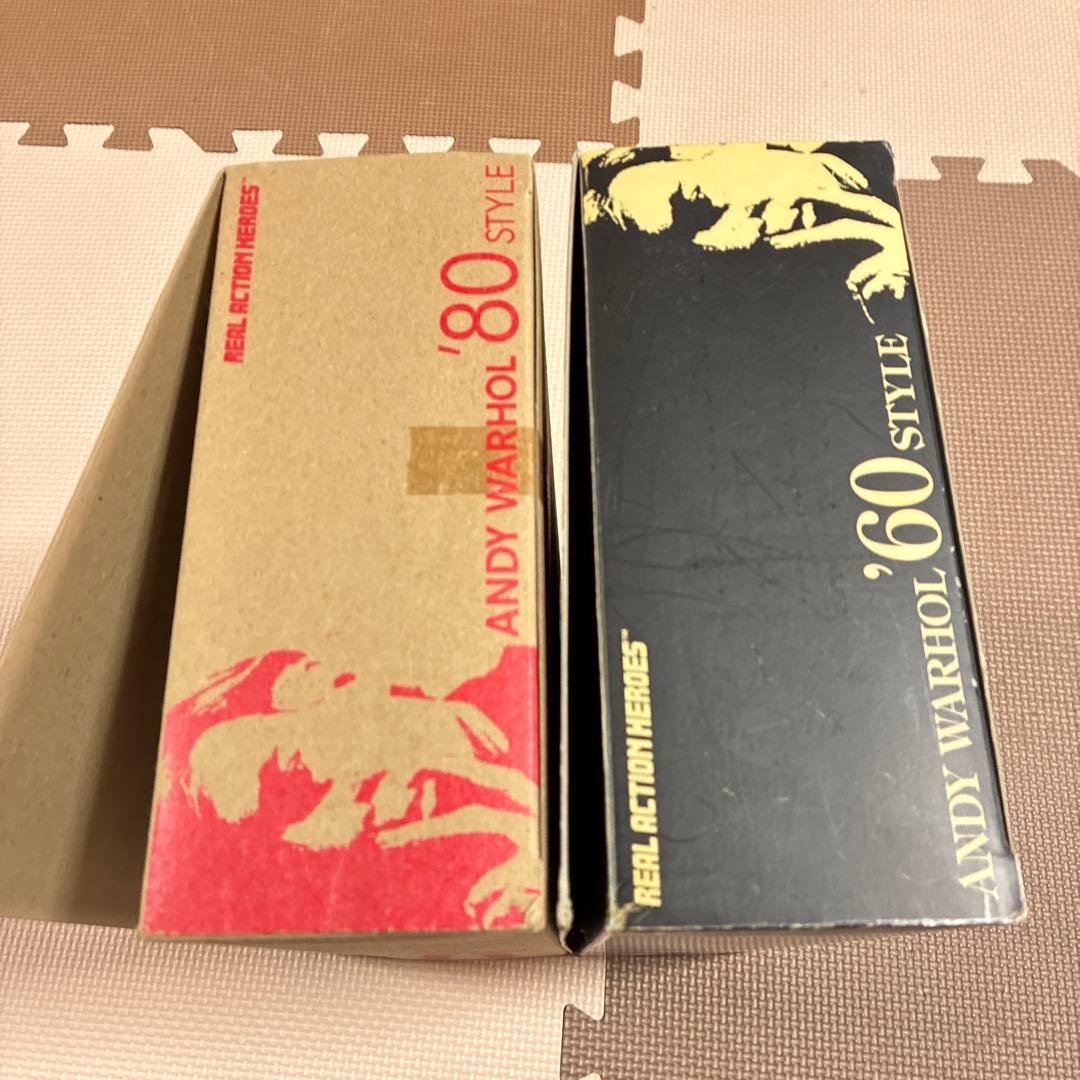 REAL ACTION HEROES™
ANDY WARHOL '80 STYLE
REAL ACTION HEROES™
ANDY WARHOL '60 STYLE